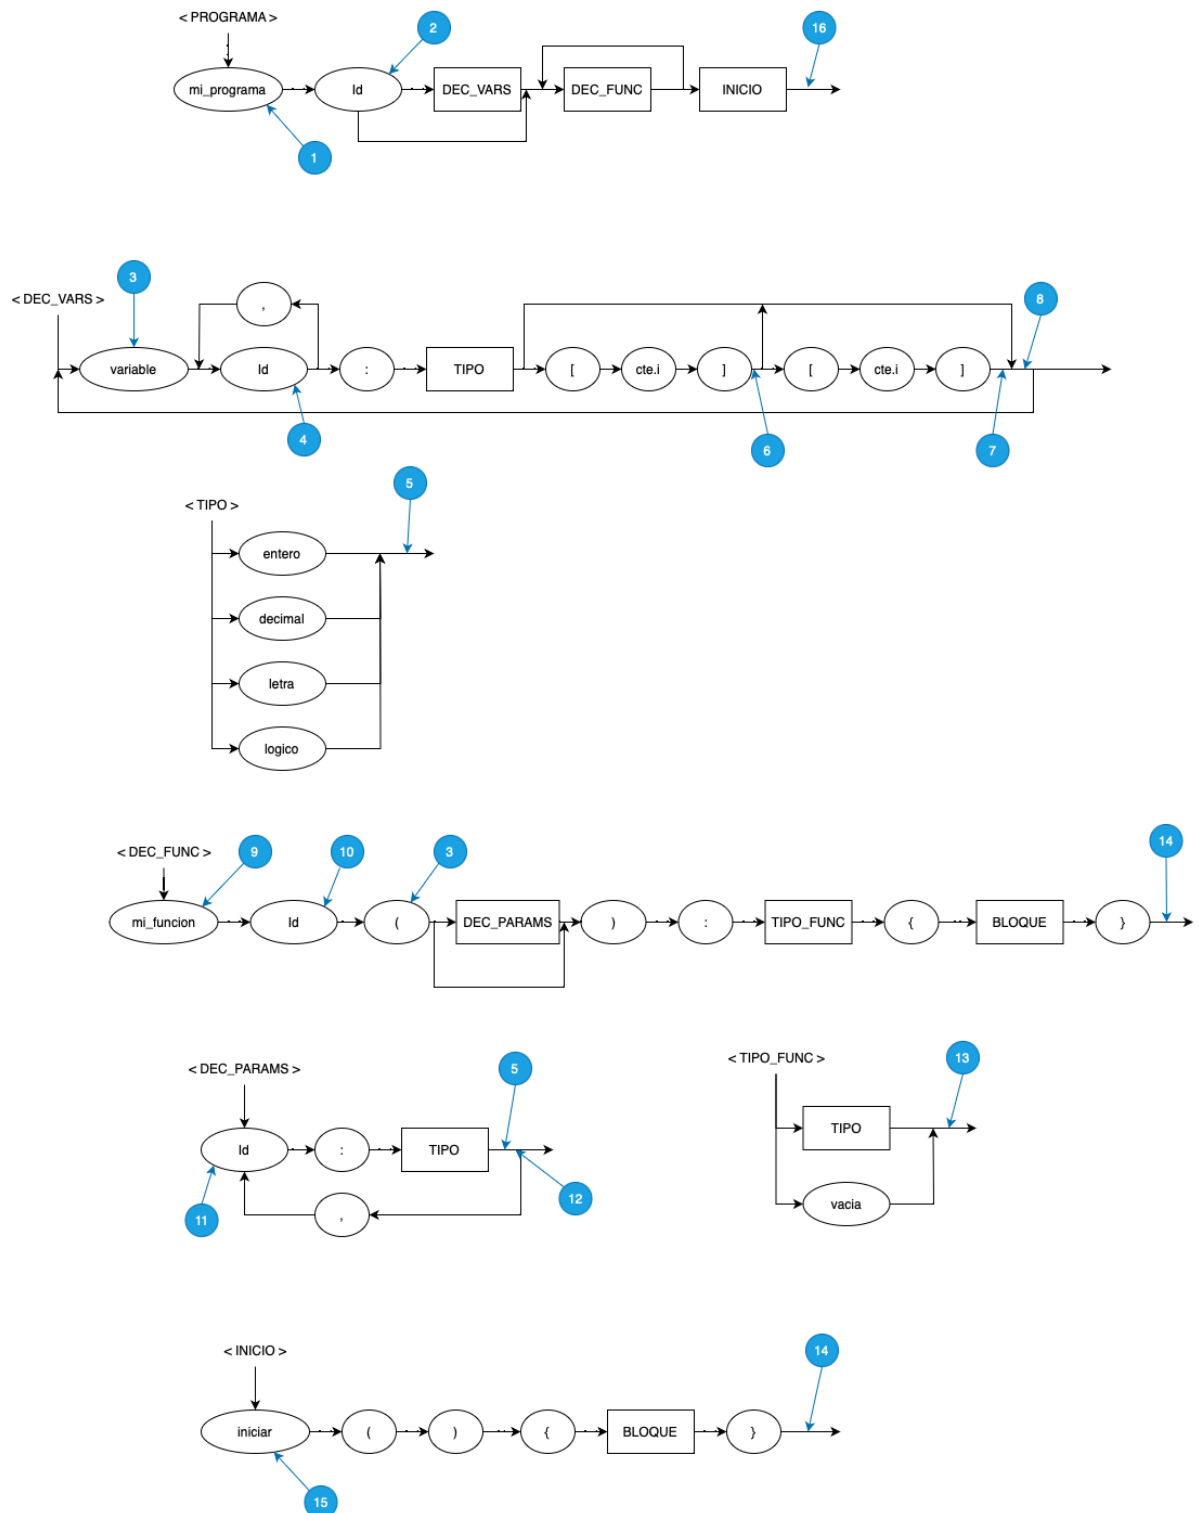 < PROGRAMA >
2
16
mi_programa
Id
DEC_VARS
DEC_FUNC
INICIO
1
3
8
< DEC_VARS >
,
variable
Id
:
TIPO
[
cte.i
]
[
cte.i
]
4
6
7
5
< TIPO >
entero
decimal
letra
logico
< DEC_FUNC >
9
10
3
14
mi_funcion
Id
(
DEC_PARAMS
)
:
TIPO_FUNC
{
BLOQUE
}
< DEC_PARAMS >
5
Id
:
TIPO
11
12
,
< TIPO_FUNC >
13
TIPO
vacia
< INICIO >
14
iniciar
(
)
{
BLOQUE
}
15